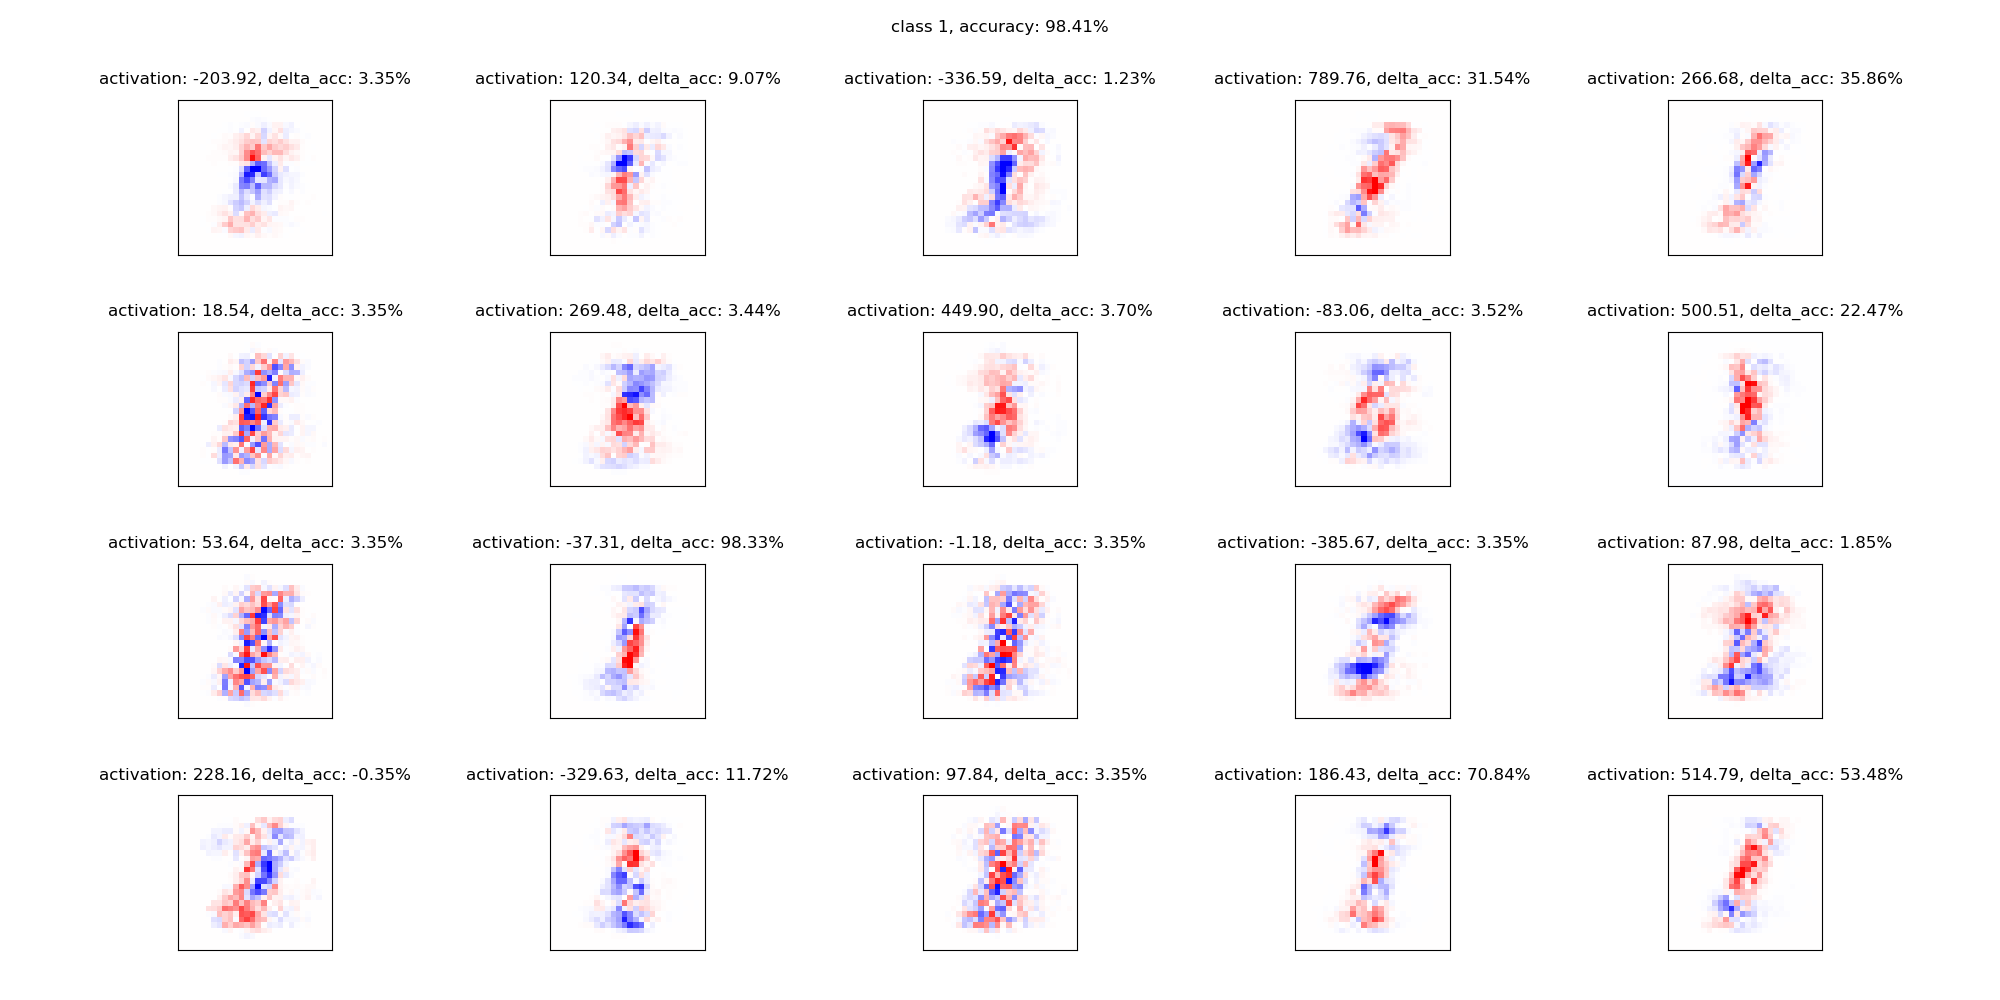 class 1, accuracy: 98.41%
activation: -203.92, delta_acc: 3.35%
activation: 120.34, delta_acc: 9.07%
activation: -336.59, delta_acc: 1.23%
activation: 789.76, delta_acc: 31.54%
activation: 266.68, delta_acc: 35.86%
activation: 18.54, delta_acc: 3.35%
activation: 269.48, delta_acc: 3.44%
activation: 449.90, delta_acc: 3.70%
activation: -83.06, delta_acc: 3.52%
activation: 500.51, delta_acc: 22.47%
activation: 53.64, delta_acc: 3.35%
activation: -37.31, delta_acc: 98.33%
activation: -1.18, delta_acc: 3.35%
activation: -385.67, delta_acc: 3.35%
activation: 87.98, delta_acc: 1.85%
activation: 228.16, delta_acc: -0.35%
activation: -329.63, delta_acc: 11.72%
activation: 97.84, delta_acc: 3.35%
activation: 186.43, delta_acc: 70.84%
activation: 514.79, delta_acc: 53.48%